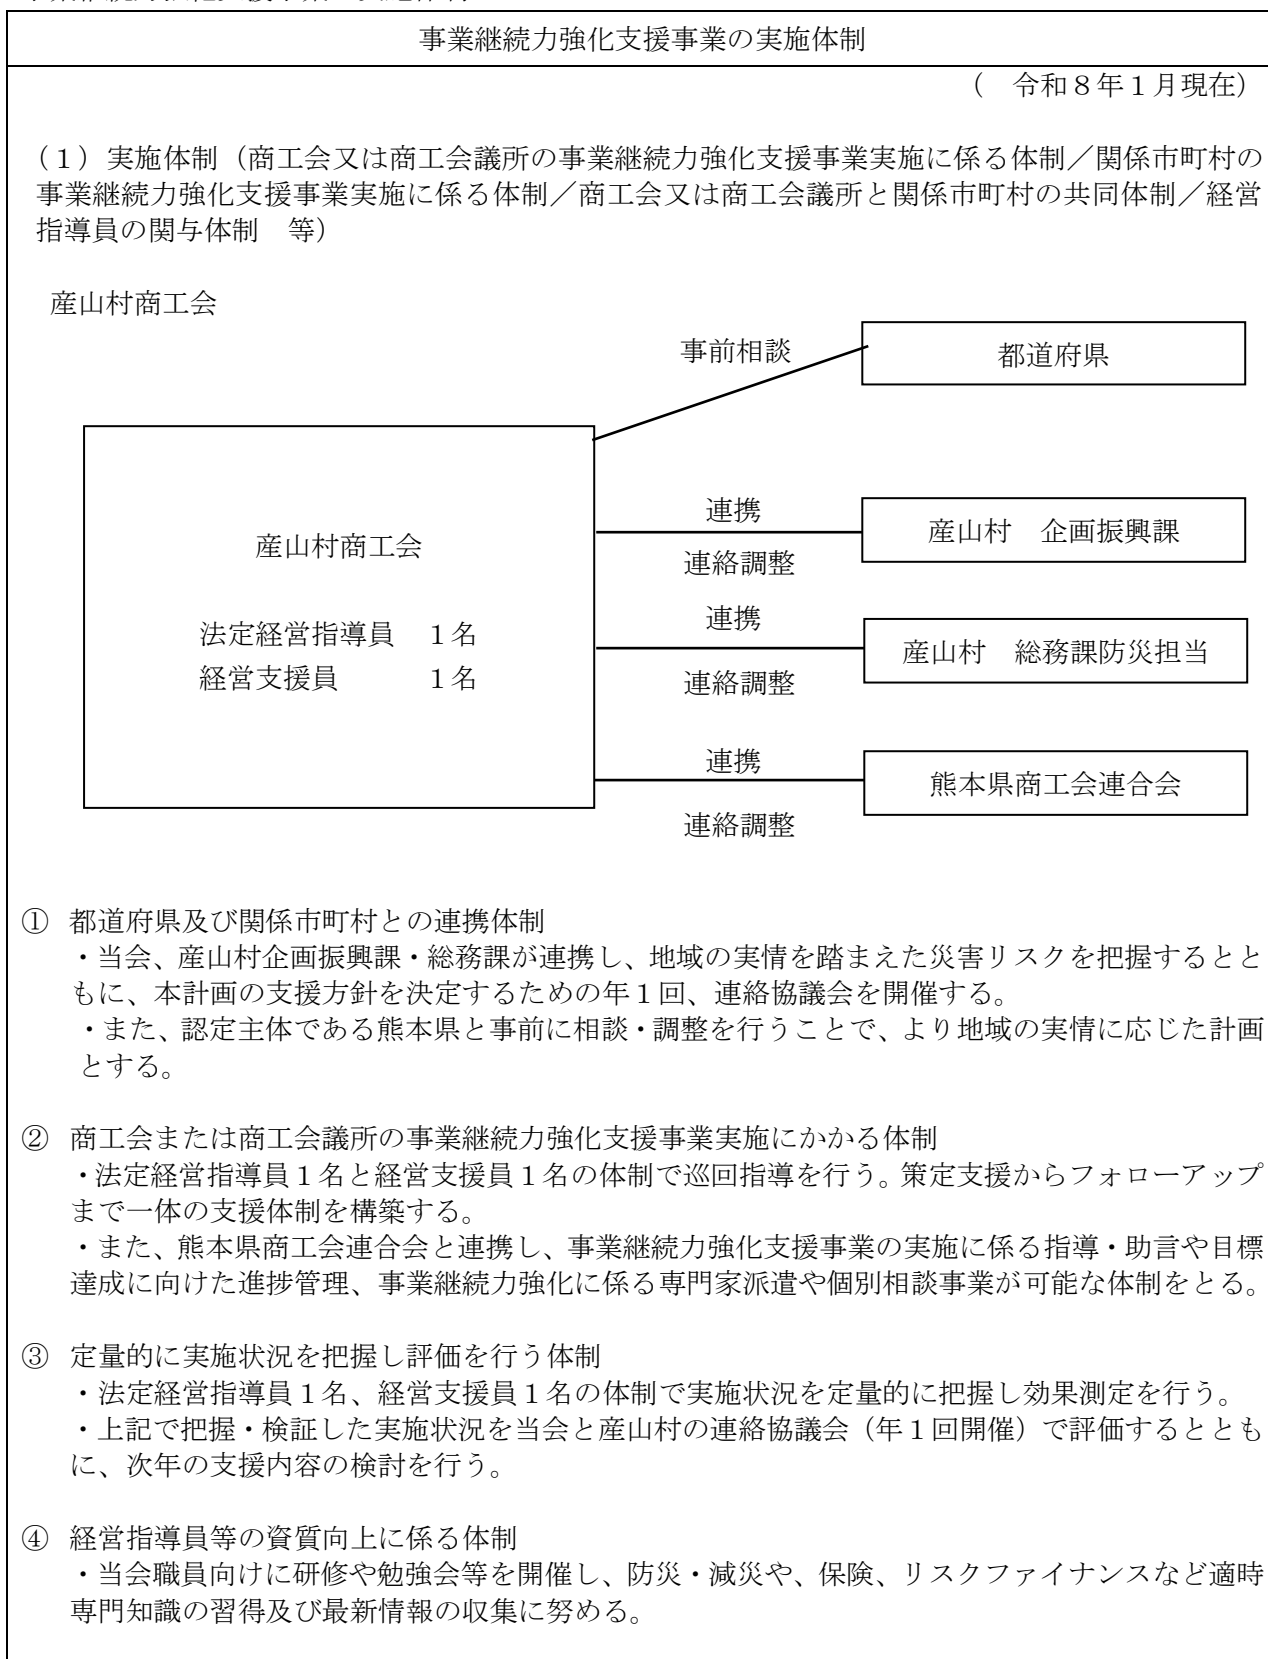 事業継続力強化支援事業の実施体制
（　令和８年１月現在）
（１）実施体制（商工会又は商工会議所の事業継続力強化支援事業実施に係る体制／関係市町村の
事業継続力強化支援事業実施に係る体制／商工会又は商工会議所と関係市町村の共同体制／経営
指導員の関与体制　等）
産山村商工会
事前相談
都道府県
産山村商工会
法定経営指導員　１名
経営支援員　　　１名
連携
連絡調整
産山村　企画振興課
連携
連絡調整
産山村　総務課防災担当
連携
連絡調整
熊本県商工会連合会
①　都道府県及び関係市町村との連携体制
・当会、産山村企画振興課・総務課が連携し、地域の実情を踏まえた災害リスクを把握するとと
もに、本計画の支援方針を決定するための年１回、連絡協議会を開催する。
・また、認定主体である熊本県と事前に相談・調整を行うことで、より地域の実情に応じた計画
とする。
②　商工会または商工会議所の事業継続力強化支援事業実施にかかる体制
・法定経営指導員１名と経営支援員１名の体制で巡回指導を行う。策定支援からフォローアップ
まで一体の支援体制を構築する。
・また、熊本県商工会連合会と連携し、事業継続力強化支援事業の実施に係る指導・助言や目標
達成に向けた進捗管理、事業継続力強化に係る専門家派遣や個別相談事業が可能な体制をとる。
③　定量的に実施状況を把握し評価を行う体制
・法定経営指導員１名、経営支援員１名の体制で実施状況を定量的に把握し効果測定を行う。
・上記で把握・検証した実施状況を当会と産山村の連絡協議会（年１回開催）で評価するととも
に、次年の支援内容の検討を行う。
④　経営指導員等の資質向上に係る体制
・当会職員向けに研修や勉強会等を開催し、防災・減災や、保険、リスクファイナンスなど適時
専門知識の習得及び最新情報の収集に努める。